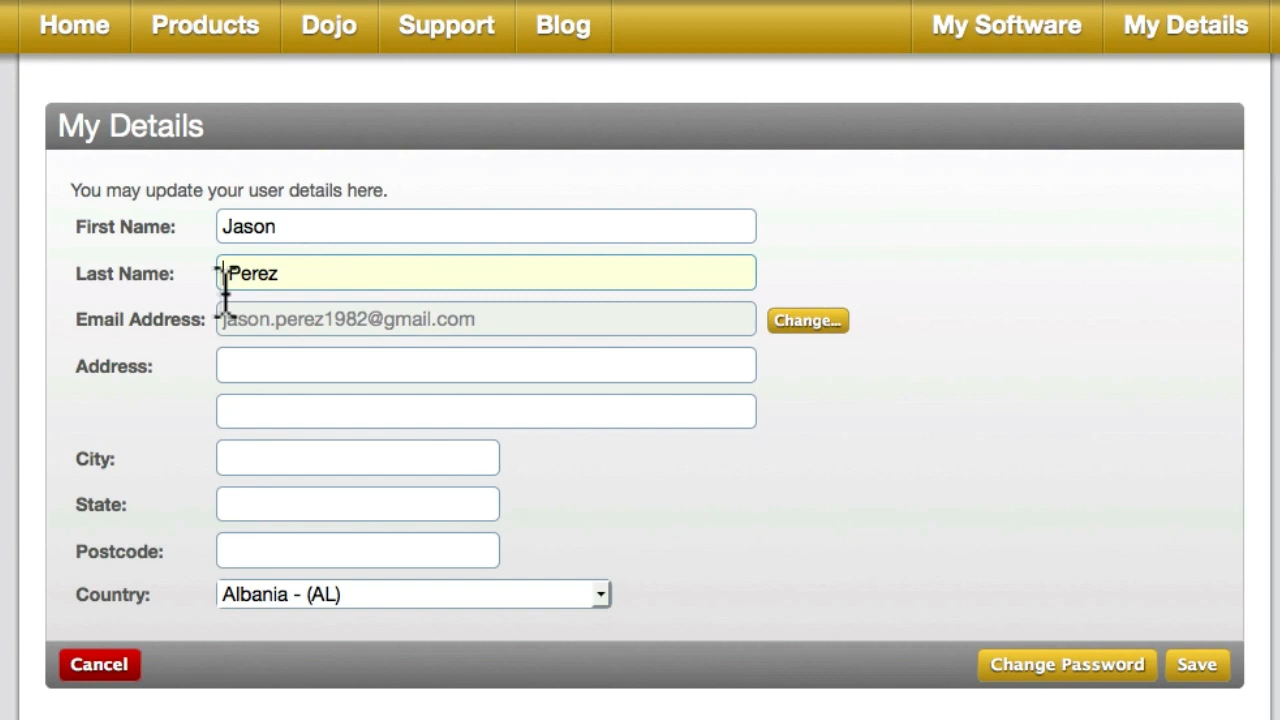 Home Products Dojo Support Blog My Software My Details
My Details
You may update your user details here.
First Name: Jason
Last Name: Perez
Email Address: jason.perez1982@gmail.com Change...
Address:
City:
State:
Postcode:
Country: Albania - (AL)
Cancel Change Password Save